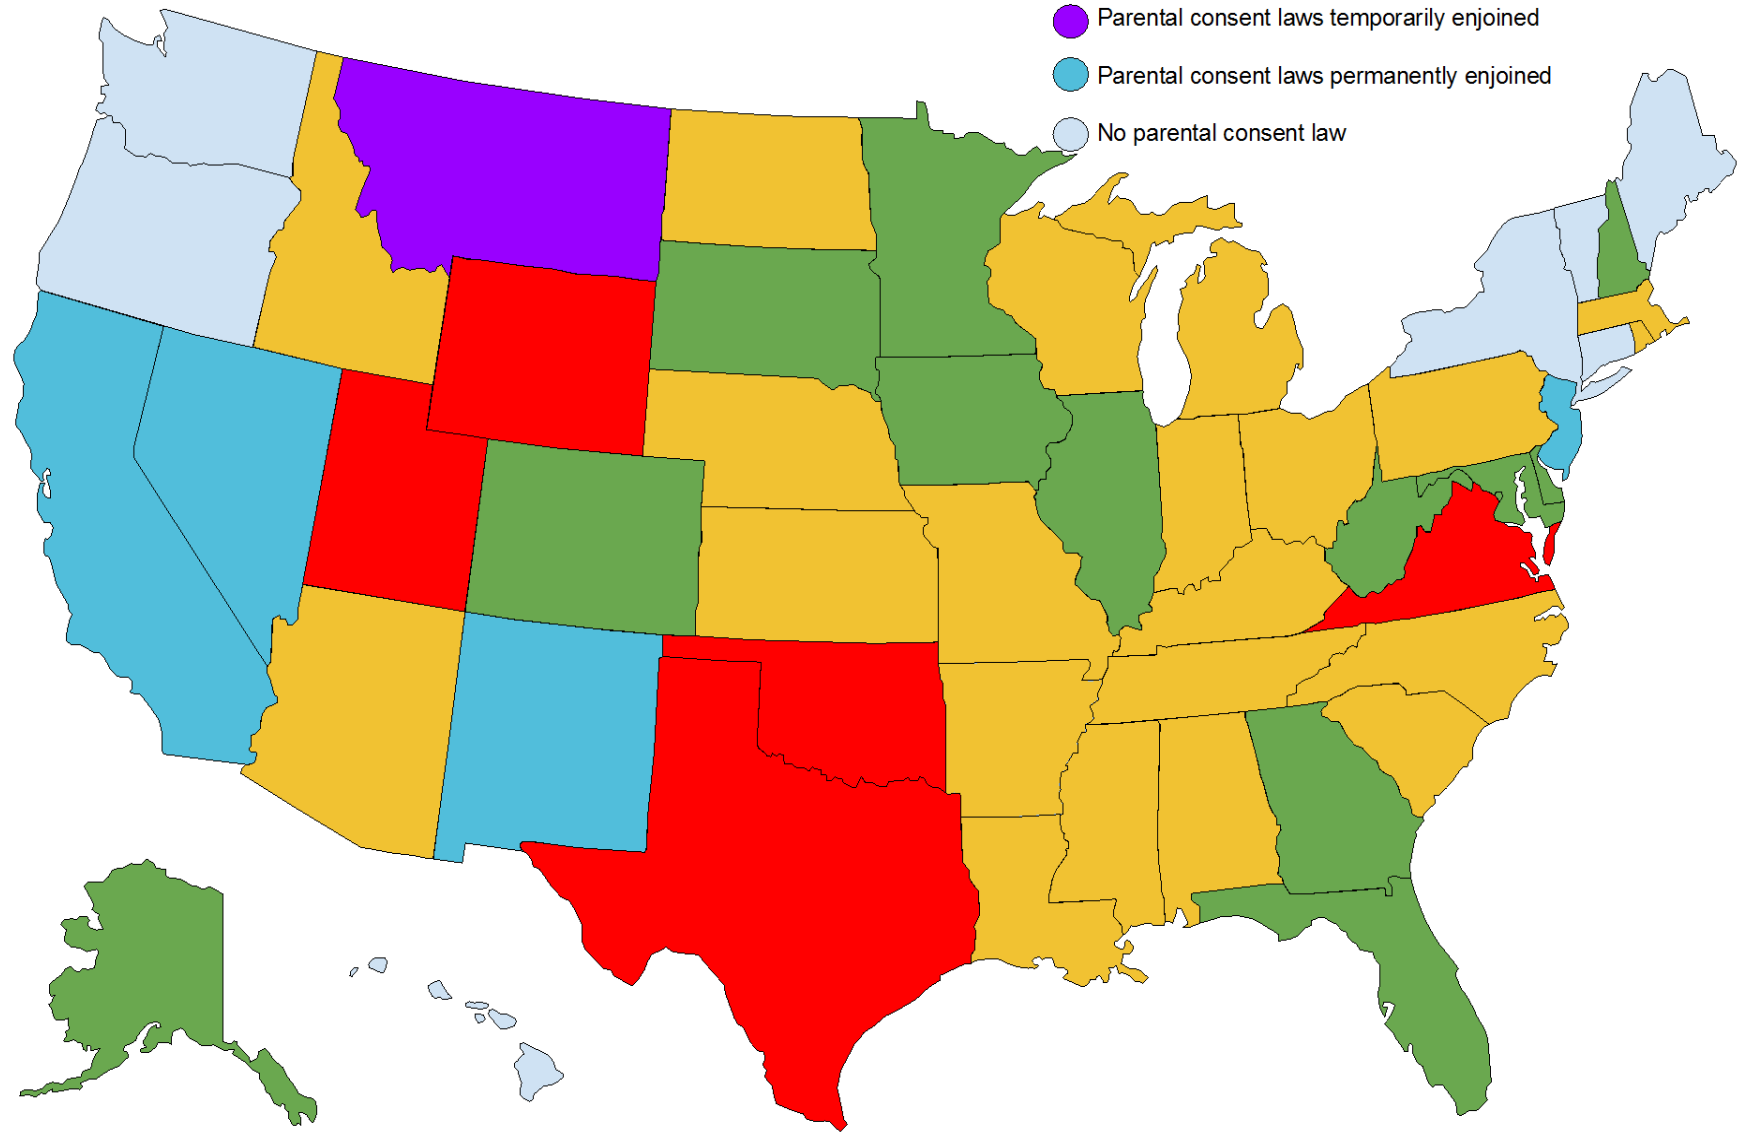 Parental consent laws temporarily enjoined
Parental consent laws permanently enjoined
No parental consent law